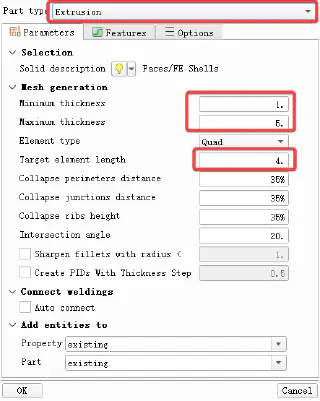 Part type Extrusion
Parameters Features Options
Selection
Solid description Faces/FE Shells
Mesh generation
Minimum thickness 1.
Maximum thickness 5.
Element type Quad
Target element length 4.
Collapse perimeters distance 35%
Collapse junctions distance 35%
Collapse ribs height 35%
Intersection angle 20.
Sharpen fillets with radius < 1.
Create PIDs With Thickness Step 0.5
Connect weldings
Auto connect
Add entities to
Property existing
Part existing
OK Cancel